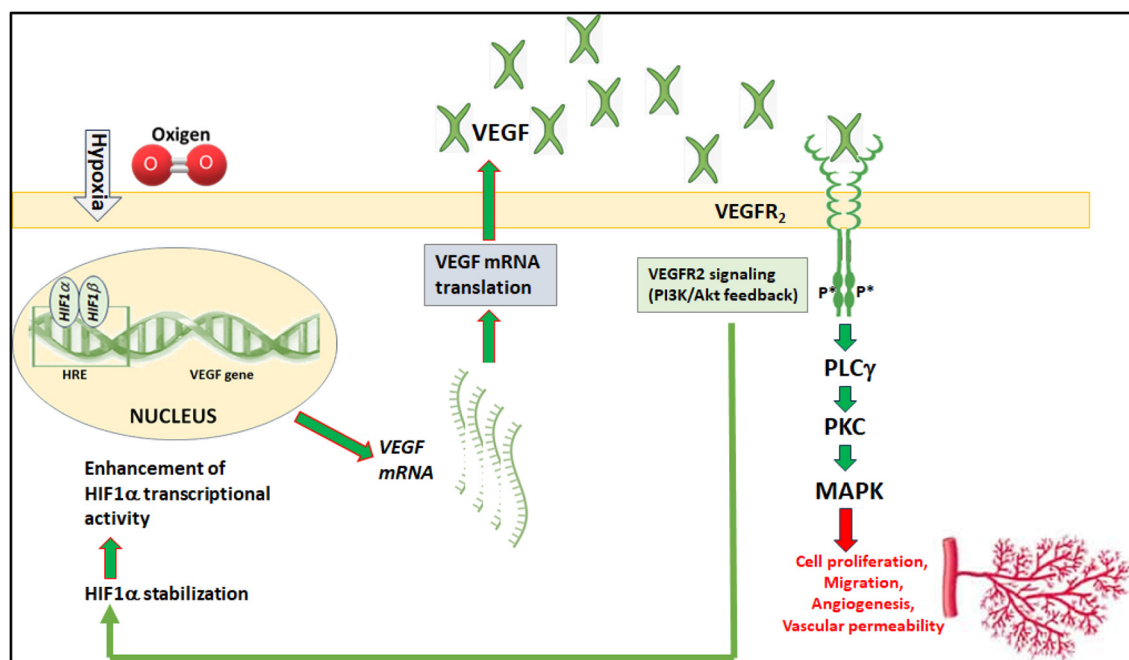 Hypoxia
Oxigen
O
O
VEGF
VEGFR2
VEGF mRNA
translation
VEGFR2 signaling
(PI3K/Akt feedback)
P*
P*
HIF1α
HIF1β
HRE
VEGF gene
NUCLEUS
VEGF
mRNA
PLCγ
PKC
MAPK
Enhancement of
HIF1α transcriptional
activity
HIF1α stabilization
Cell proliferation,
Migration,
Angiogenesis,
Vascular permeability